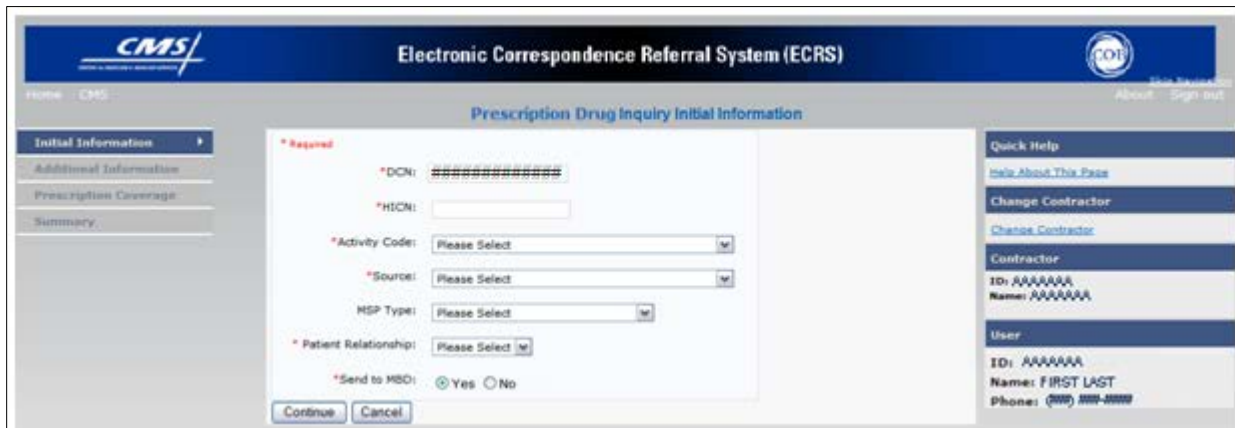 CMS
Electronic Correspondence Referral System (ECRS)
COB
Skip Navigation
Home CMS
About Sign out
Prescription Drug Inquiry Initial Information
Initial Information
Additional Information
Prescription Coverage
Summary
* Required
*DCN: #############
*HICN:
*Activity Code: Please Select
*Source: Please Select
MSP Type: Please Select
* Patient Relationship: Please Select
*Send to MBD: Yes No
Continue Cancel
Quick Help
Help About This Page
Change Contractor
Change Contractor
Contractor
ID: AAAAAAA
Name: AAAAAAA
User
ID: AAAAAAA
Name: FIRST LAST
Phone: (###) ###-####